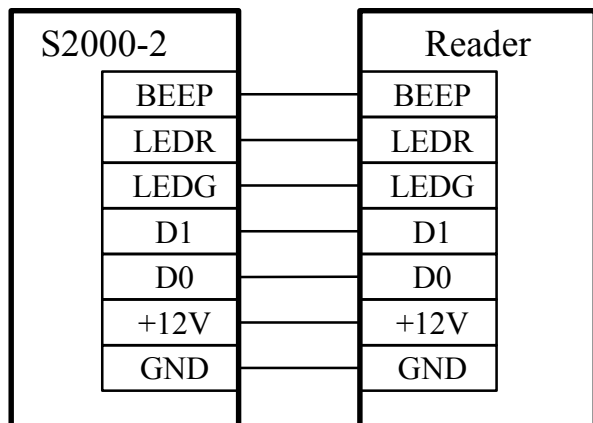 S2000-2 Reader
BEEP BEEP
LEDR LEDR
LEDG LEDG
D1 D1
D0 D0
+12V +12V
GND GND